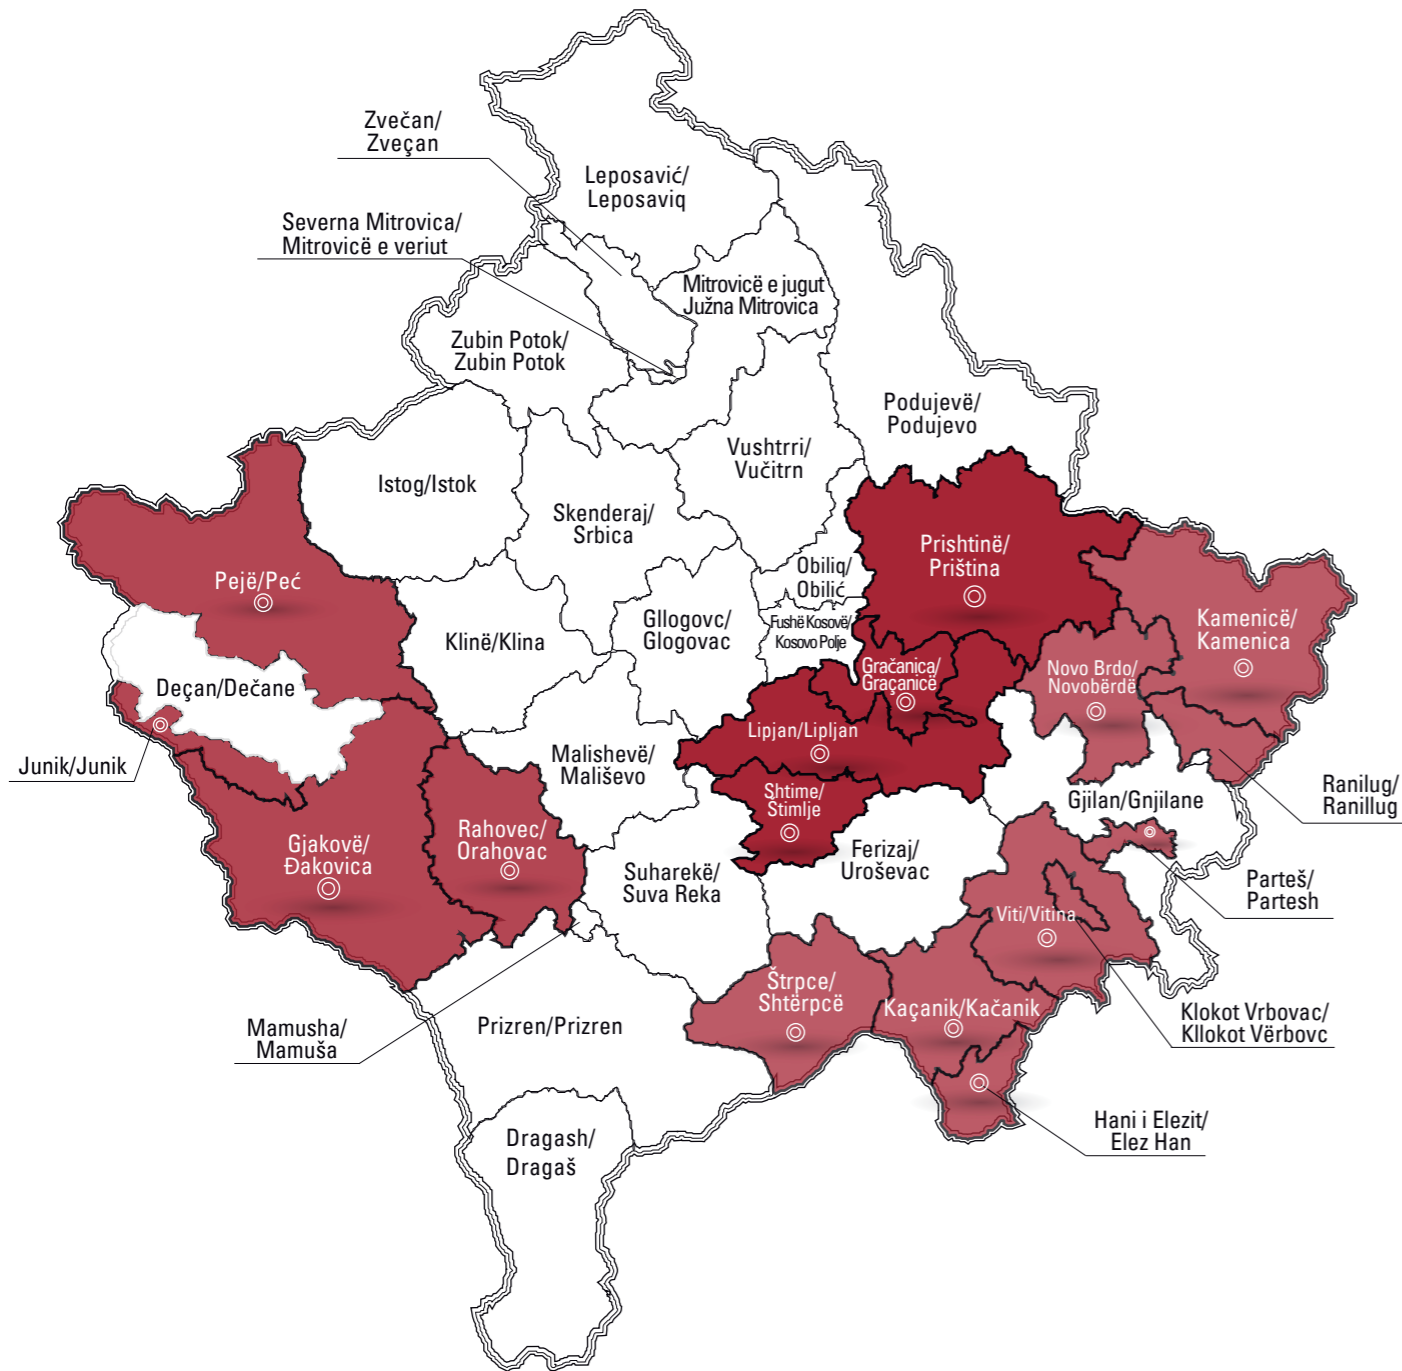 Zvečan/
Zveçan
Leposavić/
Leposaviq
Severna Mitrovica/
Mitrovicë e veriut
Mitrovicë e jugut
Južna Mitrovica
Zubin Potok/
Zubin Potok
Podujevë/
Podujevo
Vushtrri/
Vučitrn
Istog/Istok
Skenderaj/
Srbica
Prishtinë/
Priština
Obiliq/
Obilić
Pejë/Peć
Fushë Kosovë/
Kosovo Polje
Gllogovc/
Glogovac
Klinë/Klina
Kamenicë/
Kamenica
Gračanica/
Graçanicë
Novo Brdo/
Novobërdë
Deçan/Dečane
Lipjan/Lipljan
Junik/Junik
Malishevë/
Mališevo
Shtime/
Stimlje
Gjilan/Gnjilane
Ranilug/
Ranillug
Gjakovë/
Đakovica
Rahovec/
Orahovac
Ferizaj/
Uroševac
Suharekë/
Suva Reka
Parteš/
Partesh
Viti/Vitina
Štrpce/
Shtërpcë
Kaçanik/Kačanik
Klokot Vrbovac/
Kllokot Vërbovc
Mamusha/
Mamuša
Prizren/Prizren
Hani i Elezit/
Elez Han
Dragash/
Dragaš